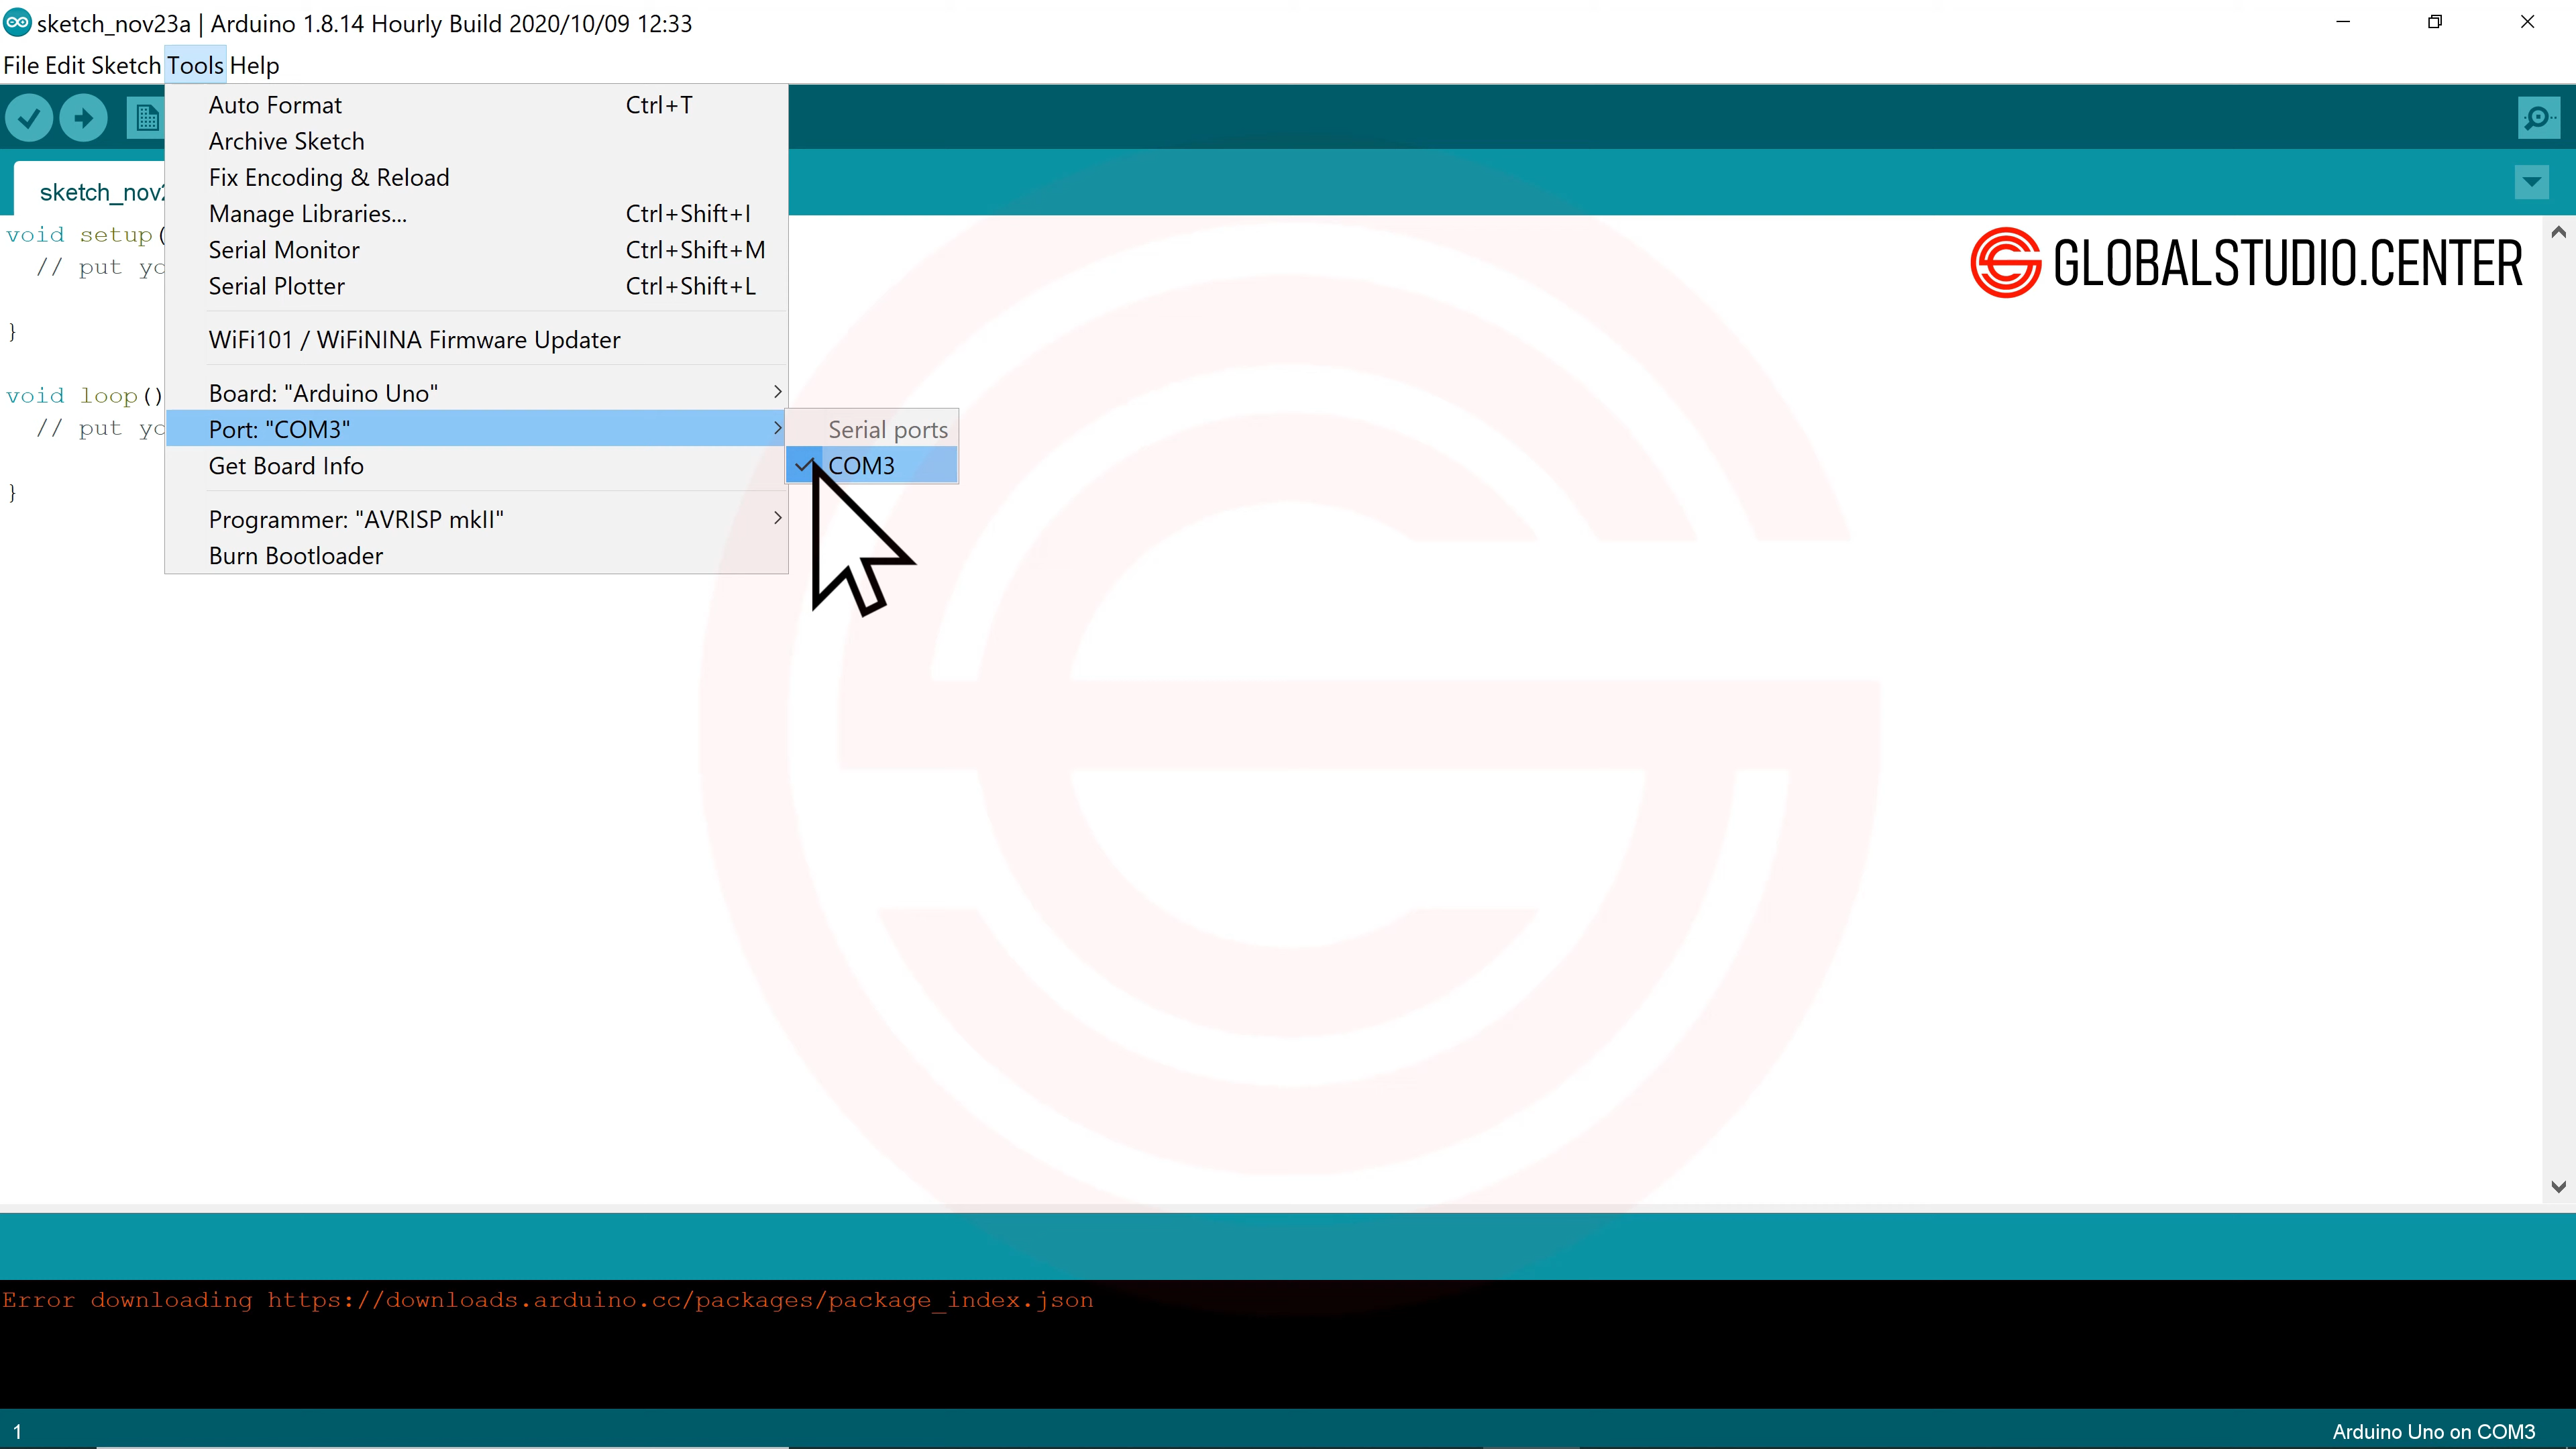 sketch_nov23a | Arduino 1.8.14 Hourly Build 2020/10/09 12:33
File Edit Sketch Tools Help
Auto Format Ctrl+T
Archive Sketch
Fix Encoding & Reload
Manage Libraries... Ctrl+Shift+I
Serial Monitor Ctrl+Shift+M
Serial Plotter Ctrl+Shift+L
WiFi101 / WiFiNINA Firmware Updater
Board: "Arduino Uno"
Port: "COM3"
Get Board Info
Programmer: "AVRISP mkII"
Burn Bootloader
Serial ports
COM3
sketch_nov2
void setup(
// put yo
}
void loop()
// put yo
}
GLOBALSTUDIO.CENTER
Error downloading https://downloads.arduino.cc/packages/package_index.json
1
Arduino Uno on COM3